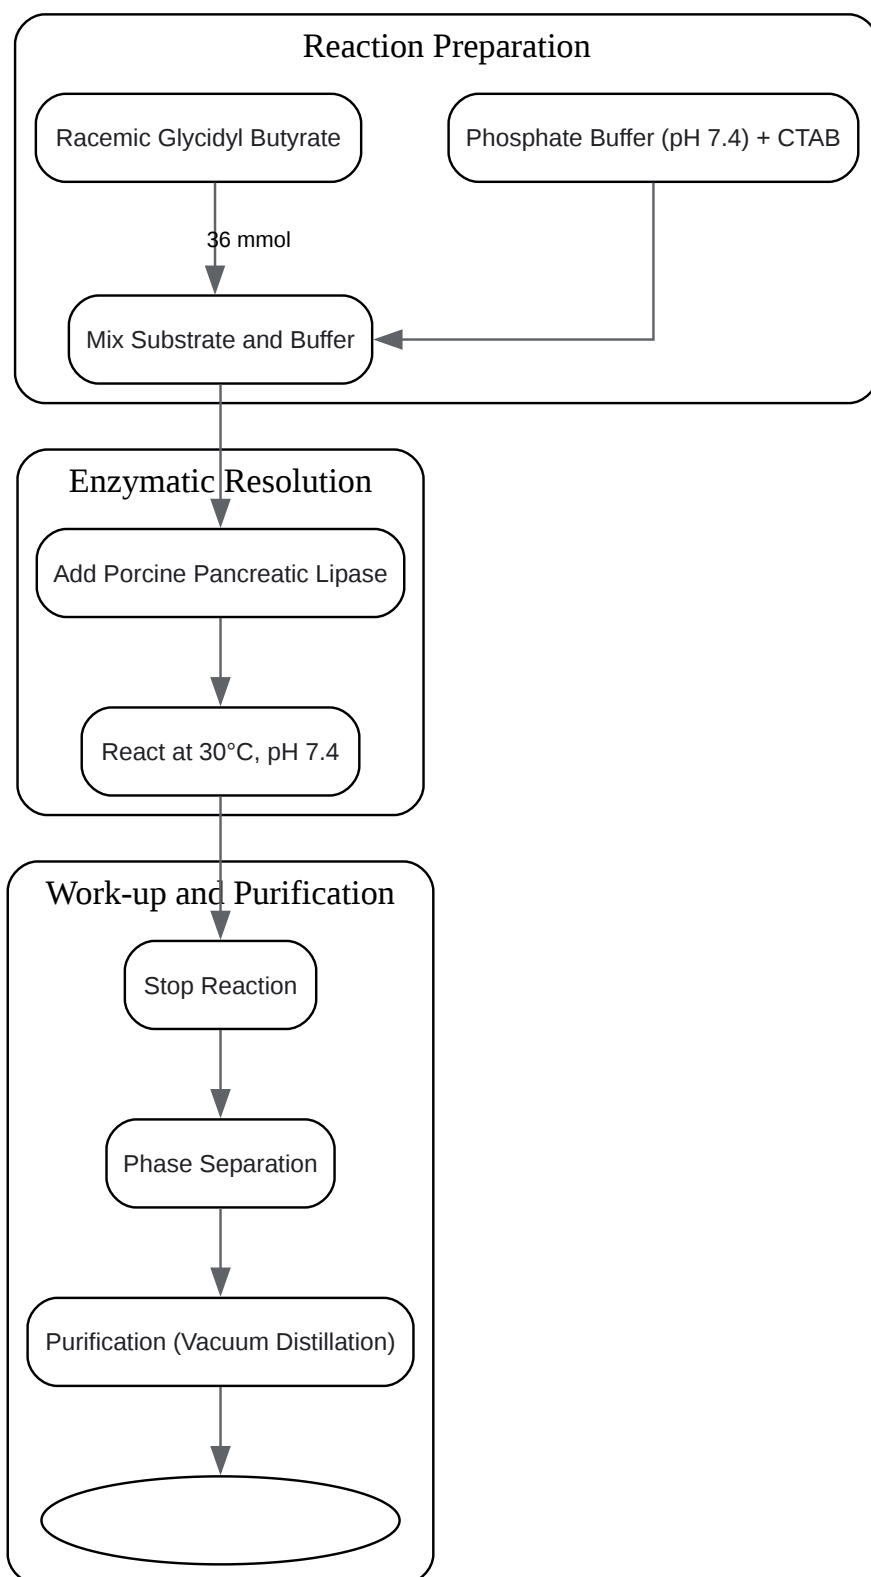 Reaction Preparation
Racemic Glycidyl Butyrate
Phosphate Buffer (pH 7.4) + CTAB
36 mmol
Mix Substrate and Buffer
Enzymatic Resolution
Add Porcine Pancreatic Lipase
React at 30°C, pH 7.4
Work-up and Purification
Stop Reaction
Phase Separation
Purification (Vacuum Distillation)